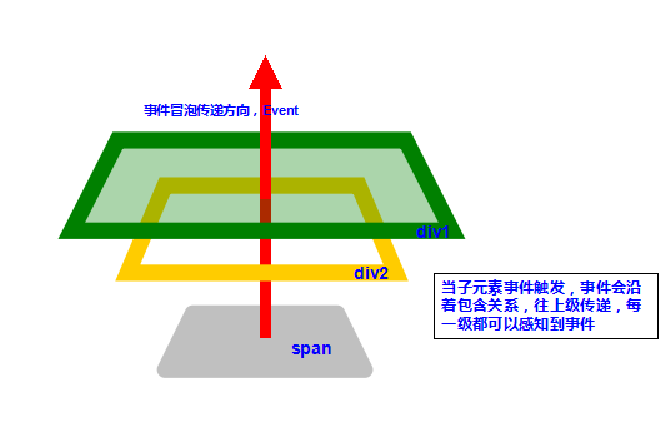 事件冒泡传递方向，Event
div1
div2
当子元素事件触发，事件会沿
着包含关系，往上级传递，每
一级都可以感知到事件
span